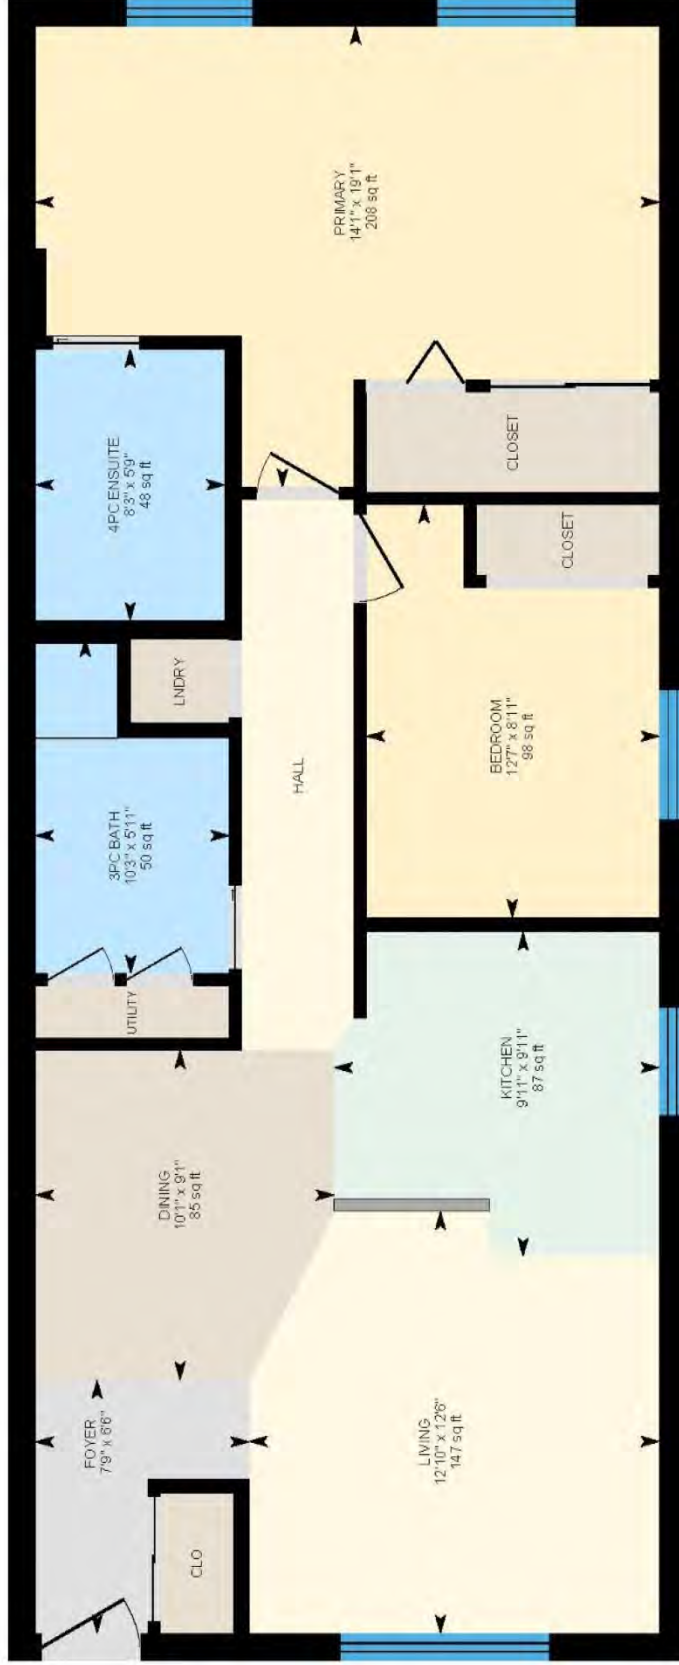 PRIMARY
14'1" x 19'1"
208 sq ft
4PC ENSUITE
8'3" x 5'9"
48 sq ft
CLOSET
CLOSET
LNDRY
BEDROOM
12'7" x 8'11"
98 sq ft
HALL
3PC BATH
10'3" x 5'11"
50 sq ft
UTILITY
KITCHEN
9'11" x 9'11"
87 sq ft
DINING
10'1" x 9'1"
85 sq ft
FOYER
7'9" x 6'6"
LIVING
12'10" x 12'6"
147 sq ft
CLO